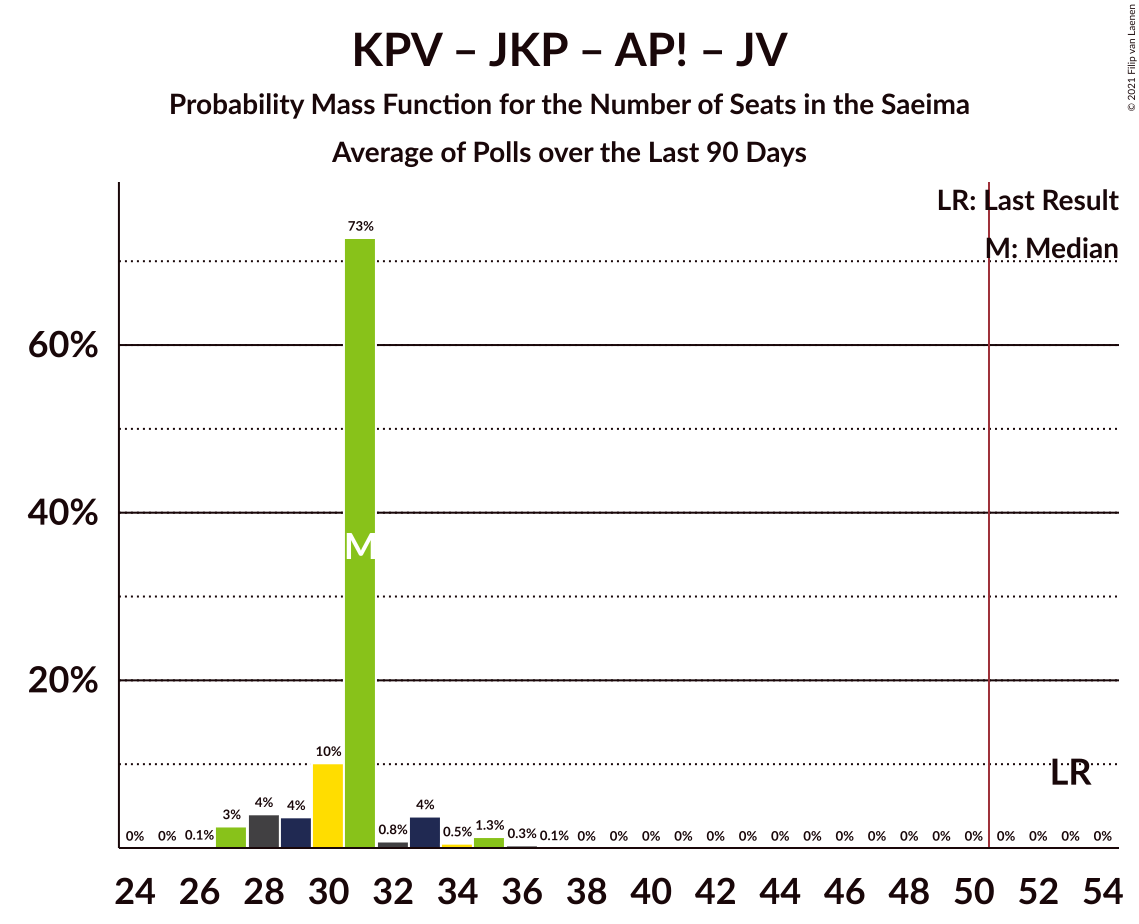 KPV – JKP – AP! – JV
Probability Mass Function for the Number of Seats in the Saeima
Average of Polls over the Last 90 Days
© 2021 Filip van Laenen
LR: Last Result
M: Median
73%
60%
40%
M
20%
10%
LR
0% 0% 0.1% 3% 4% 4% 0.8% 4% 0.5% 1.3% 0.3% 0.1% 0% 0% 0% 0% 0% 0% 0% 0% 0% 0% 0% 0% 0% 0% 0% 0% 0%
24 26 28 30 32 34 36 38 40 42 44 46 48 50 52 54